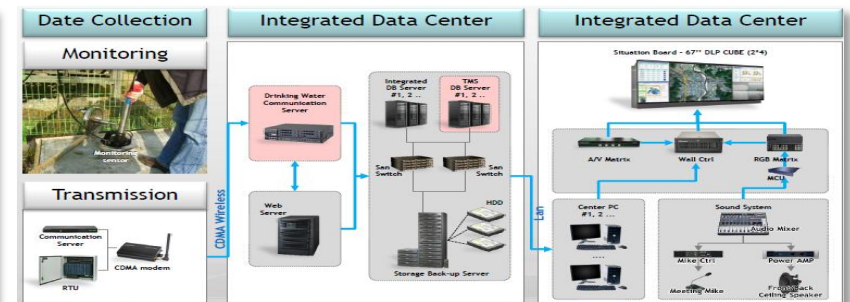 Date Collection
Integrated Data Center
Integrated Data Center
Monitoring
Monitoring
sensor
Transmission
Communication
Server
CDMA modem
RTU
CDMA Wireless
Drinking Water
Communication
Server
Web
Server
Integrated
DB Server
#1, 2 ..
TMS
DB Server
#1, 2 ..
San
Switch
San
Switch
HDD
Storage Back-up Server
Lan
Situation Board - 67"" DLP CUBE (2*4)
A/V Matrix
Wall Ctrl
RGB Matrix
MCU
Center PC
#1, 2 ...
....
Sound System
Audio Mixer
Mike Ctrl
Power AMP
Meeting Mike
Front/Back
Ceiling Speaker